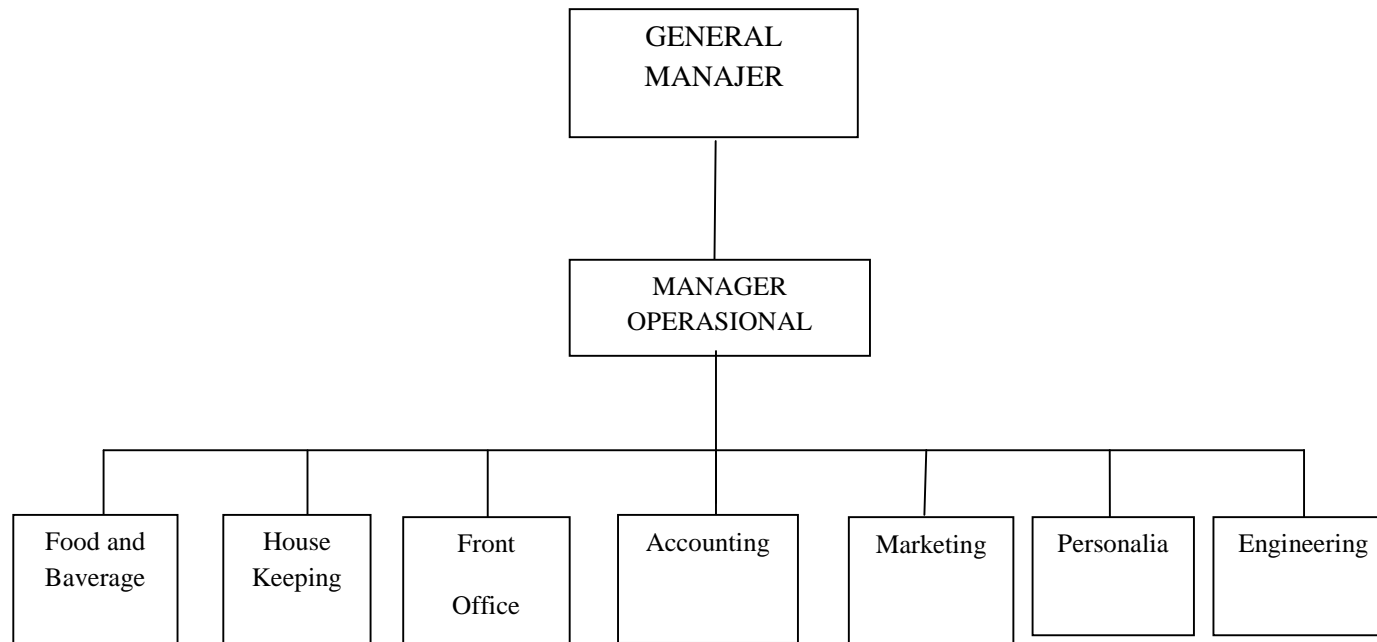 GENERAL
MANAJER
MANAGER
OPERASIONAL
Food and
Baverage
House
Keeping
Front
Office
Accounting
Marketing
Personalia
Engineering